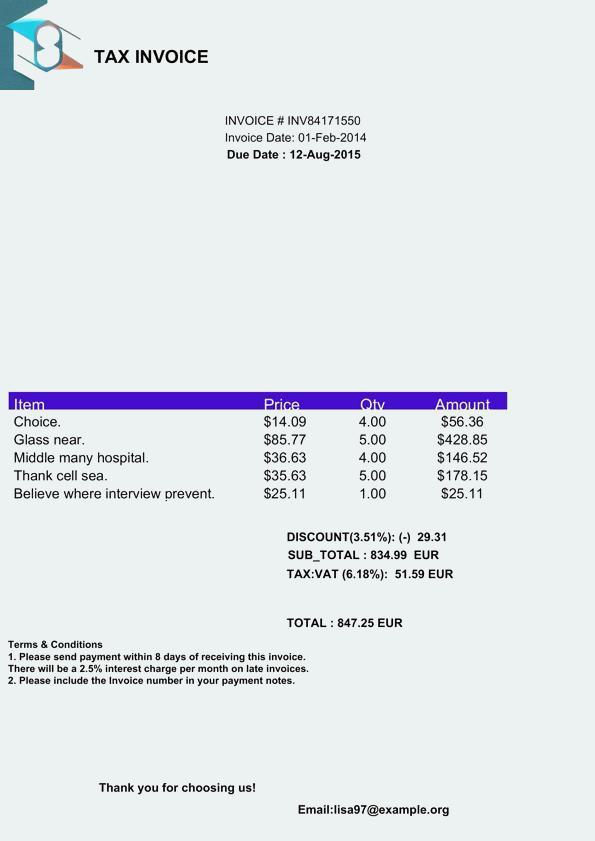 TAX INVOICE
INVOICE # INV84171550
Invoice Date: 01-Feb-2014
Due Date : 12-Aug-2015
Item Price Qty Amount
Choice. $14.09 4.00 $56.36
Glass near. $85.77 5.00 $428.85
Middle many hospital. $36.63 4.00 $146.52
Thank cell sea. $35.63 5.00 $178.15
Believe where interview prevent. $25.11 1.00 $25.11
DISCOUNT(3.51%): (-) 29.31
SUB_TOTAL : 834.99 EUR
TAX:VAT (6.18%): 51.59 EUR
TOTAL : 847.25 EUR
Terms & Conditions
1. Please send payment within 8 days of receiving this invoice.
There will be a 2.5% interest charge per month on late invoices.
2. Please include the Invoice number in your payment notes.
Thank you for choosing us!
Email:lisa97@example.org